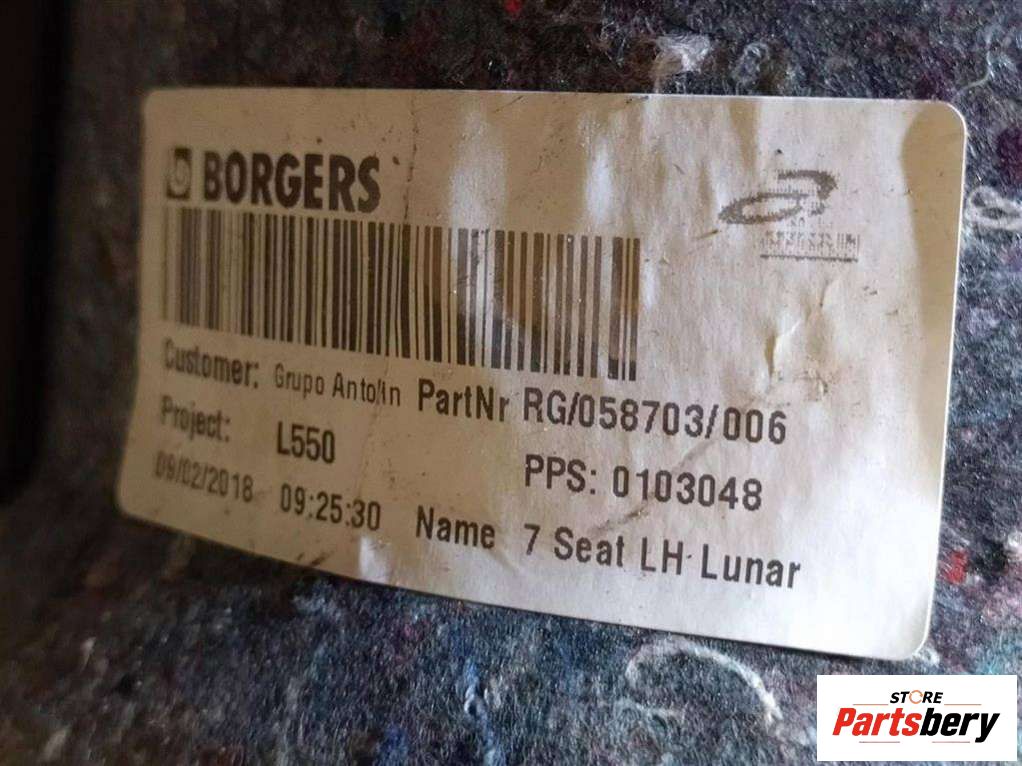 BORGERS
Customer: Grupo Antolin PartNr RG/058703/006
Project: L550 PPS: 0103048
09/02/2018 09:25:30 Name 7 Seat LH Lunar
STORE
Partsbery